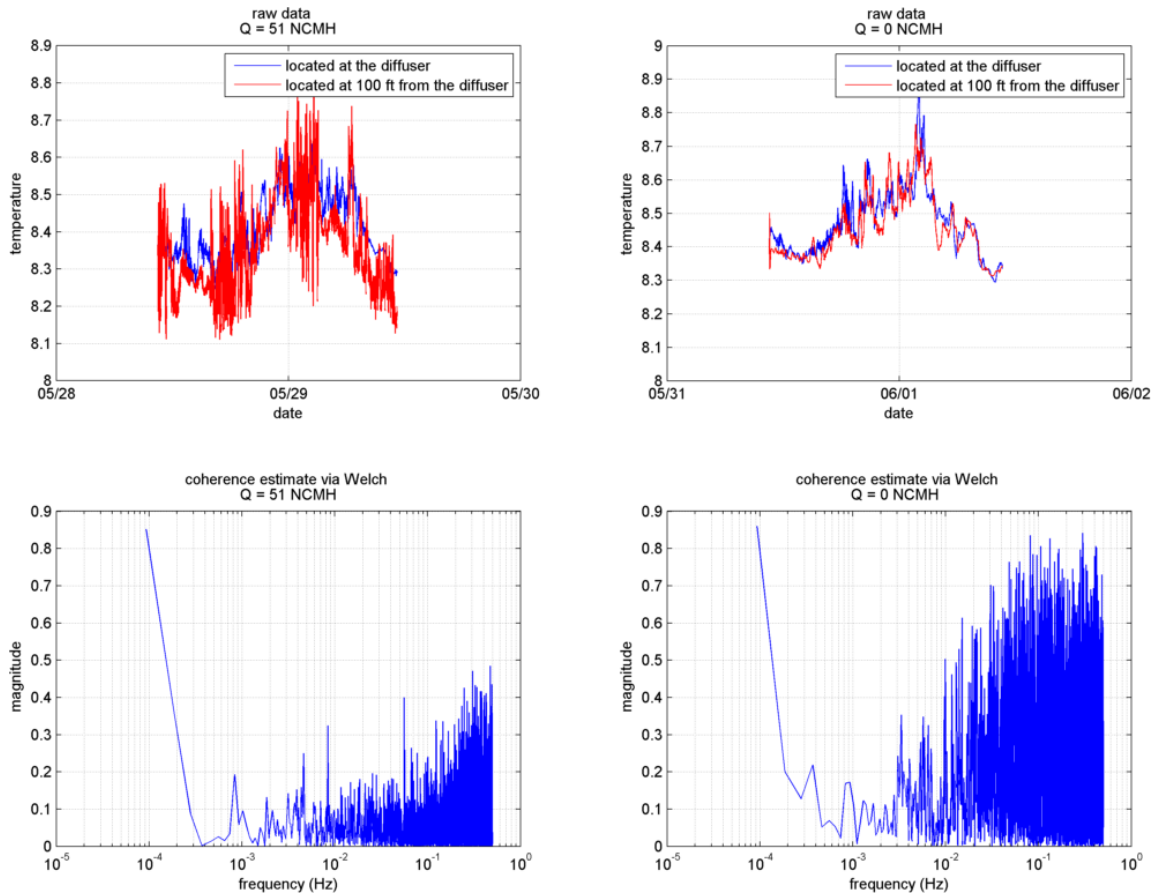 raw data
Q = 51 NCMH
8.9
8.8
8.7
8.6
8.5
8.4
8.3
8.2
8.1
8
temperature
located at the diffuser
located at 100 ft from the diffuser
05/28
05/29
05/30
date
raw data
Q = 0 NCMH
9
8.9
8.8
8.7
8.6
8.5
8.4
8.3
8.2
8.1
8
temperature
located at the diffuser
located at 100 ft from the diffuser
05/31
06/01
06/02
date
coherence estimate via Welch
Q = 51 NCMH
0.9
0.8
0.7
0.6
0.5
0.4
0.3
0.2
0.1
0
magnitude
10^-5
10^-4
10^-3
10^-2
10^-1
10^0
frequency (Hz)
coherence estimate via Welch
Q = 0 NCMH
0.9
0.8
0.7
0.6
0.5
0.4
0.3
0.2
0.1
0
magnitude
10^-5
10^-4
10^-3
10^-2
10^-1
10^0
frequency (Hz)